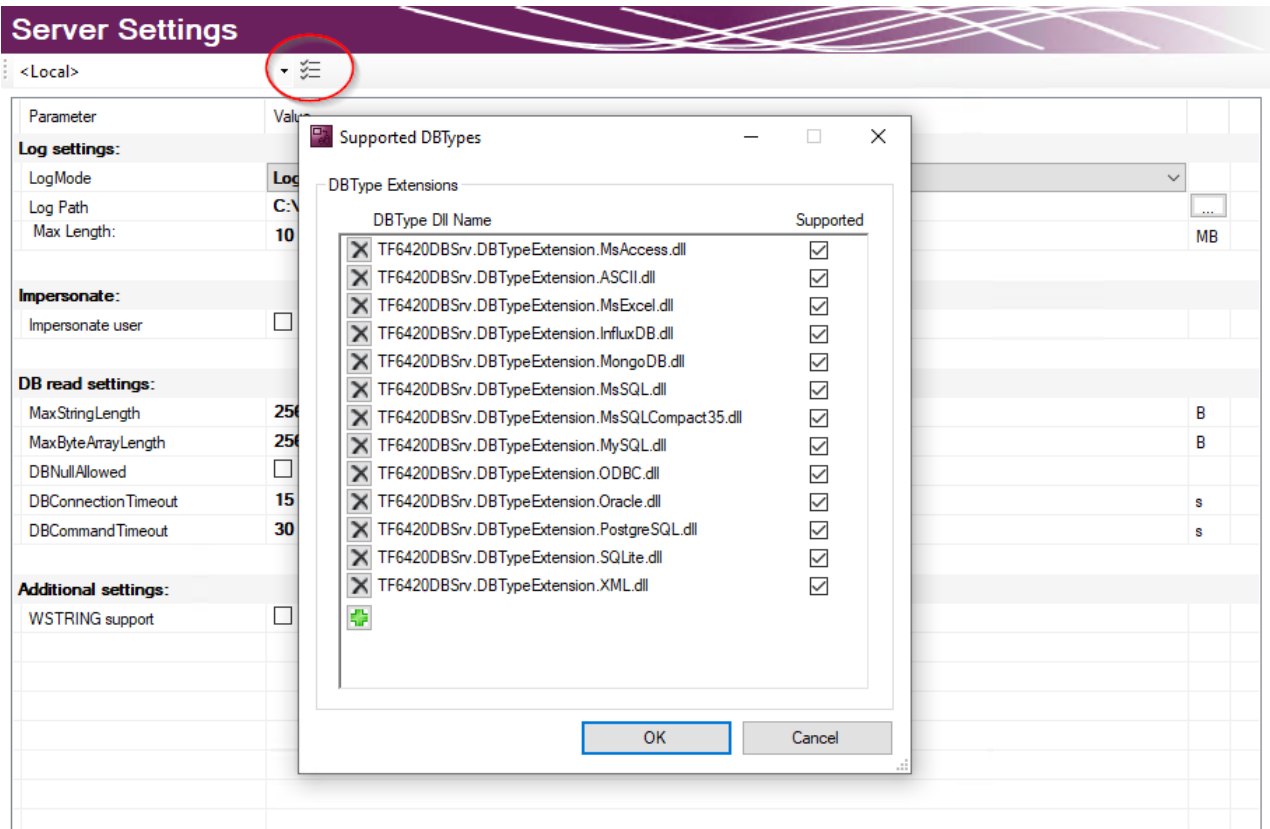 Server Settings
<Local>
Parameter Value
Log settings:
LogMode Log
Log Path C:\
...
Max Length: 10 MB
Impersonate:
Impersonate user
DB read settings:
MaxStringLength 256 B
MaxByteArrayLength 256 B
DBNullAllowed
DBConnectionTimeout 15 s
DBCommandTimeout 30 s
Additional settings:
WSTRING support
Supported DBTypes
DBType Extensions
DBType Dll Name Supported
TF6420DBSrv.DBTypeExtension.MsAccess.dll
TF6420DBSrv.DBTypeExtension.ASCII.dll
TF6420DBSrv.DBTypeExtension.MsExcel.dll
TF6420DBSrv.DBTypeExtension.InfluxDB.dll
TF6420DBSrv.DBTypeExtension.MongoDB.dll
TF6420DBSrv.DBTypeExtension.MsSQL.dll
TF6420DBSrv.DBTypeExtension.MsSQLCompact35.dll
TF6420DBSrv.DBTypeExtension.MySQL.dll
TF6420DBSrv.DBTypeExtension.ODBC.dll
TF6420DBSrv.DBTypeExtension.Oracle.dll
TF6420DBSrv.DBTypeExtension.PostgreSQL.dll
TF6420DBSrv.DBTypeExtension.SQLite.dll
TF6420DBSrv.DBTypeExtension.XML.dll
OK Cancel